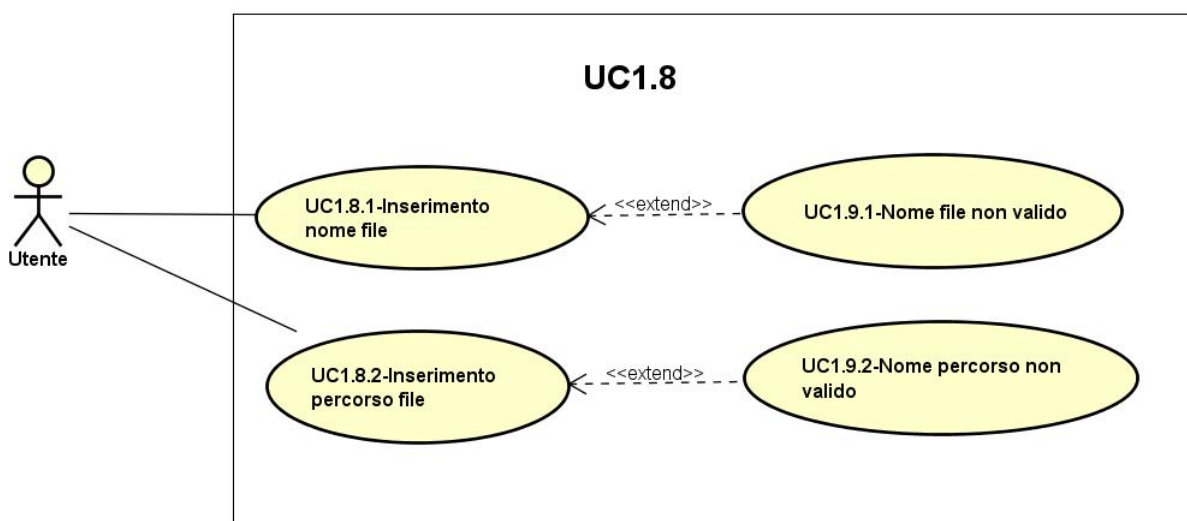 UC1.8
Utente
UC1.8.1-Inserimento
nome file
<<extend>>
UC1.9.1-Nome file non valido
UC1.8.2-Inserimento
percorso file
<<extend>>
UC1.9.2-Nome percorso non
valido